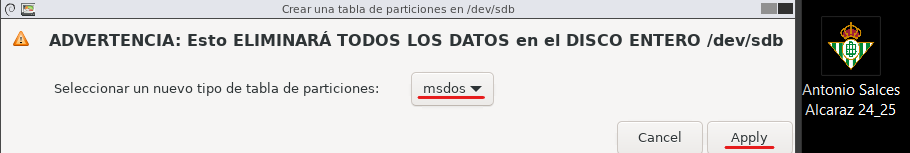 Crear una tabla de particiones en /dev/sdb
ADVERTENCIA: Esto ELIMINARÁ TODOS LOS DATOS en el DISCO ENTERO /dev/sdb
Seleccionar un nuevo tipo de tabla de particiones:
msdos
Cancel
Apply
Antonio Salces
Alcaraz 24_25